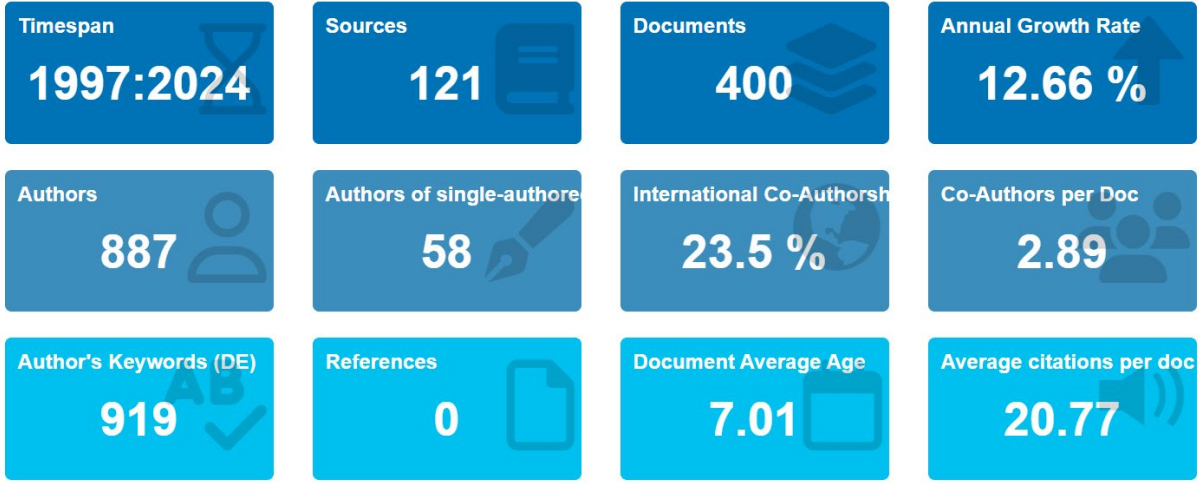 Timespan
1997:2024
Sources
121
Documents
400
Annual Growth Rate
12.66 %
Authors
887
Authors of single-authore
58
International Co-Authorsh
23.5 %
Co-Authors per Doc
2.89
Author's Keywords (DE)
AB
919
References
0
Document Average Age
7.01
Average citations per doc
20.77